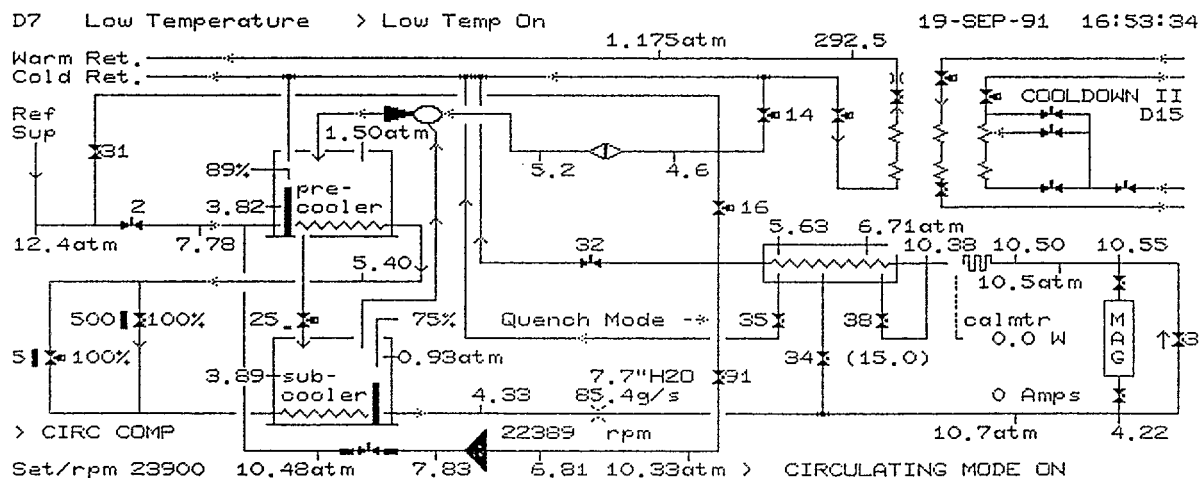 D7 Low Temperature > Low Temp On 19-SEP-91 16:53:34
1.175atm 292.5
Warm Ret.
Cold Ret.
COOLDOWN II
D15
Ref
Sup
14
1.50atm
31
5.2 4.6
89%
pre-
cooler
2 3.82
16
12.4atm 7.78
5.63 6.71atm
32
10.38 10.50 10.55
5.40
10.5atm
500 100%
25 75%
Quench Mode -->
35 38
calmtr
0.0 W
MAG
3
5 100%
0.93atm
34 (15.0)
3.89
sub-
cooler
7.7"H2O 91
4.33 85.4g/s
0 Amps
> CIRC COMP
22389 rpm
10.7atm 4.22
Set/rpm 23900 10.48atm 7.83 6.81 10.33atm > CIRCULATING MODE ON